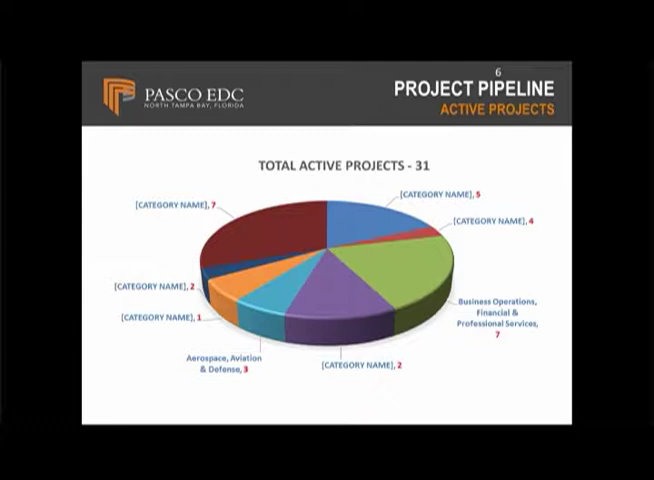 6
PASCO EDC
NORTH TAMPA BAY, FLORIDA
PROJECT PIPELINE
ACTIVE PROJECTS
TOTAL ACTIVE PROJECTS - 31
[CATEGORY NAME], 5
[CATEGORY NAME], 7
[CATEGORY NAME], 4
[CATEGORY NAME], 2
Business Operations,
Financial &
Professional Services,
7
[CATEGORY NAME], 1
Aerospace, Aviation
& Defense, 3
[CATEGORY NAME], 2